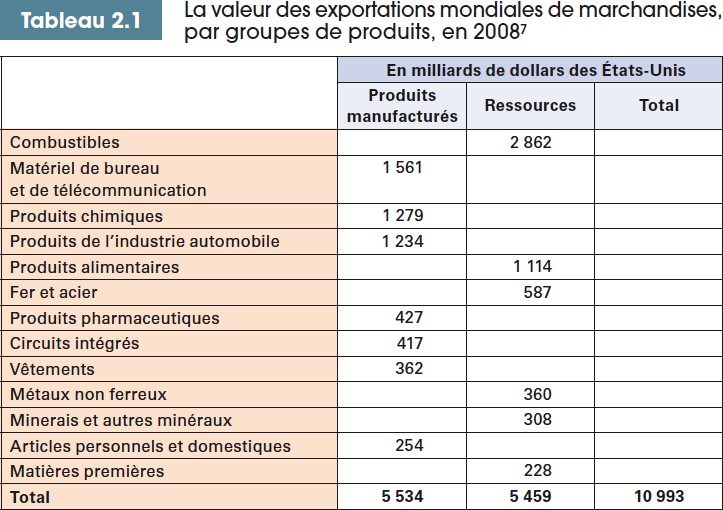 Tableau 2.1
La valeur des exportations mondiales de marchandises,
par groupes de produits, en 2008⁷
En milliards de dollars des États-Unis
Produits
manufacturés
Ressources
Total
Combustibles 2 862
Matériel de bureau
et de télécommunication
1 561
Produits chimiques 1 279
Produits de l'industrie automobile 1 234
Produits alimentaires 1 114
Fer et acier 587
Produits pharmaceutiques 427
Circuits intégrés 417
Vêtements 362
Métaux non ferreux 360
Minerais et autres minéraux 308
Articles personnels et domestiques 254
Matières premières 228
Total 5 534 5 459 10 993